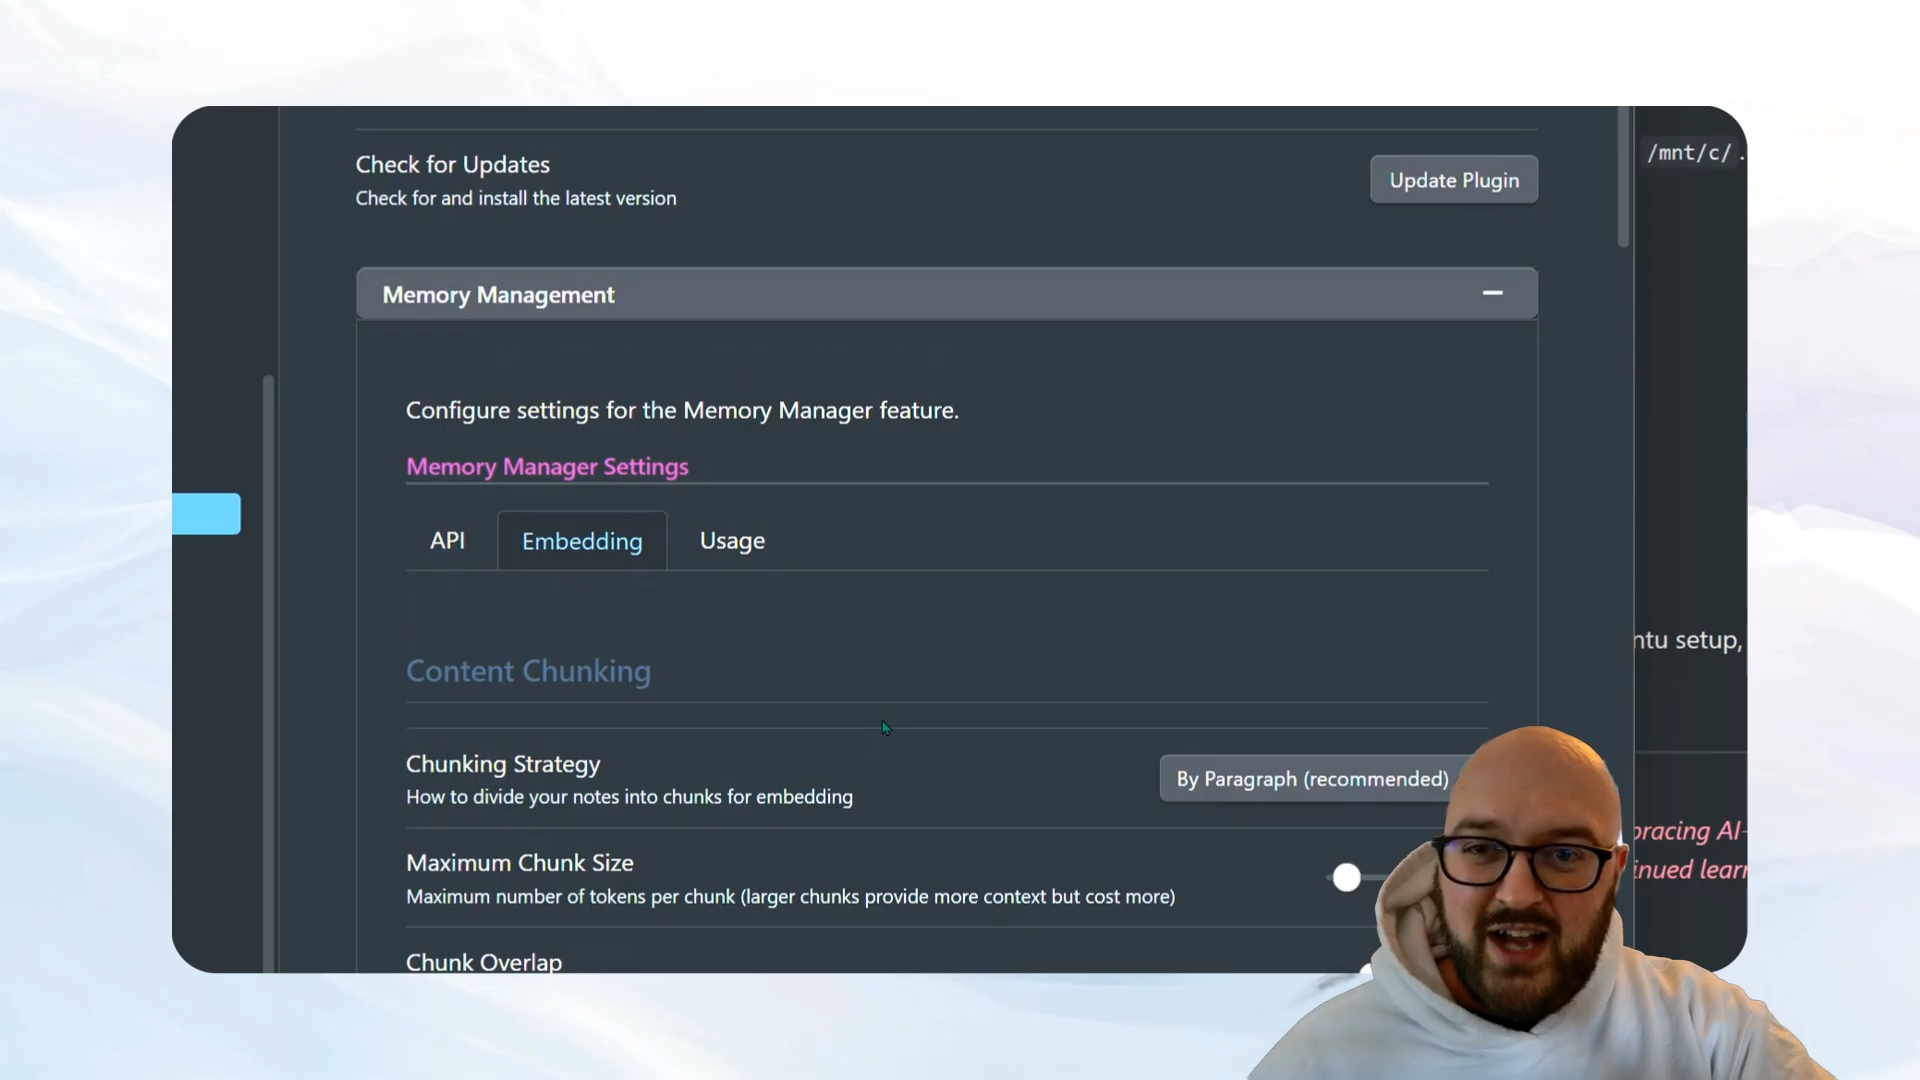 Check for Updates
Check for and install the latest version
Update Plugin
/mnt/c/.
Memory Management
Configure settings for the Memory Manager feature.
Memory Manager Settings
API
Embedding
Usage
Content Chunking
ntu setup,
Chunking Strategy
How to divide your notes into chunks for embedding
By Paragraph (recommended)
bracing AI-
inued learn
Maximum Chunk Size
Maximum number of tokens per chunk (larger chunks provide more context but cost more)
Chunk Overlap